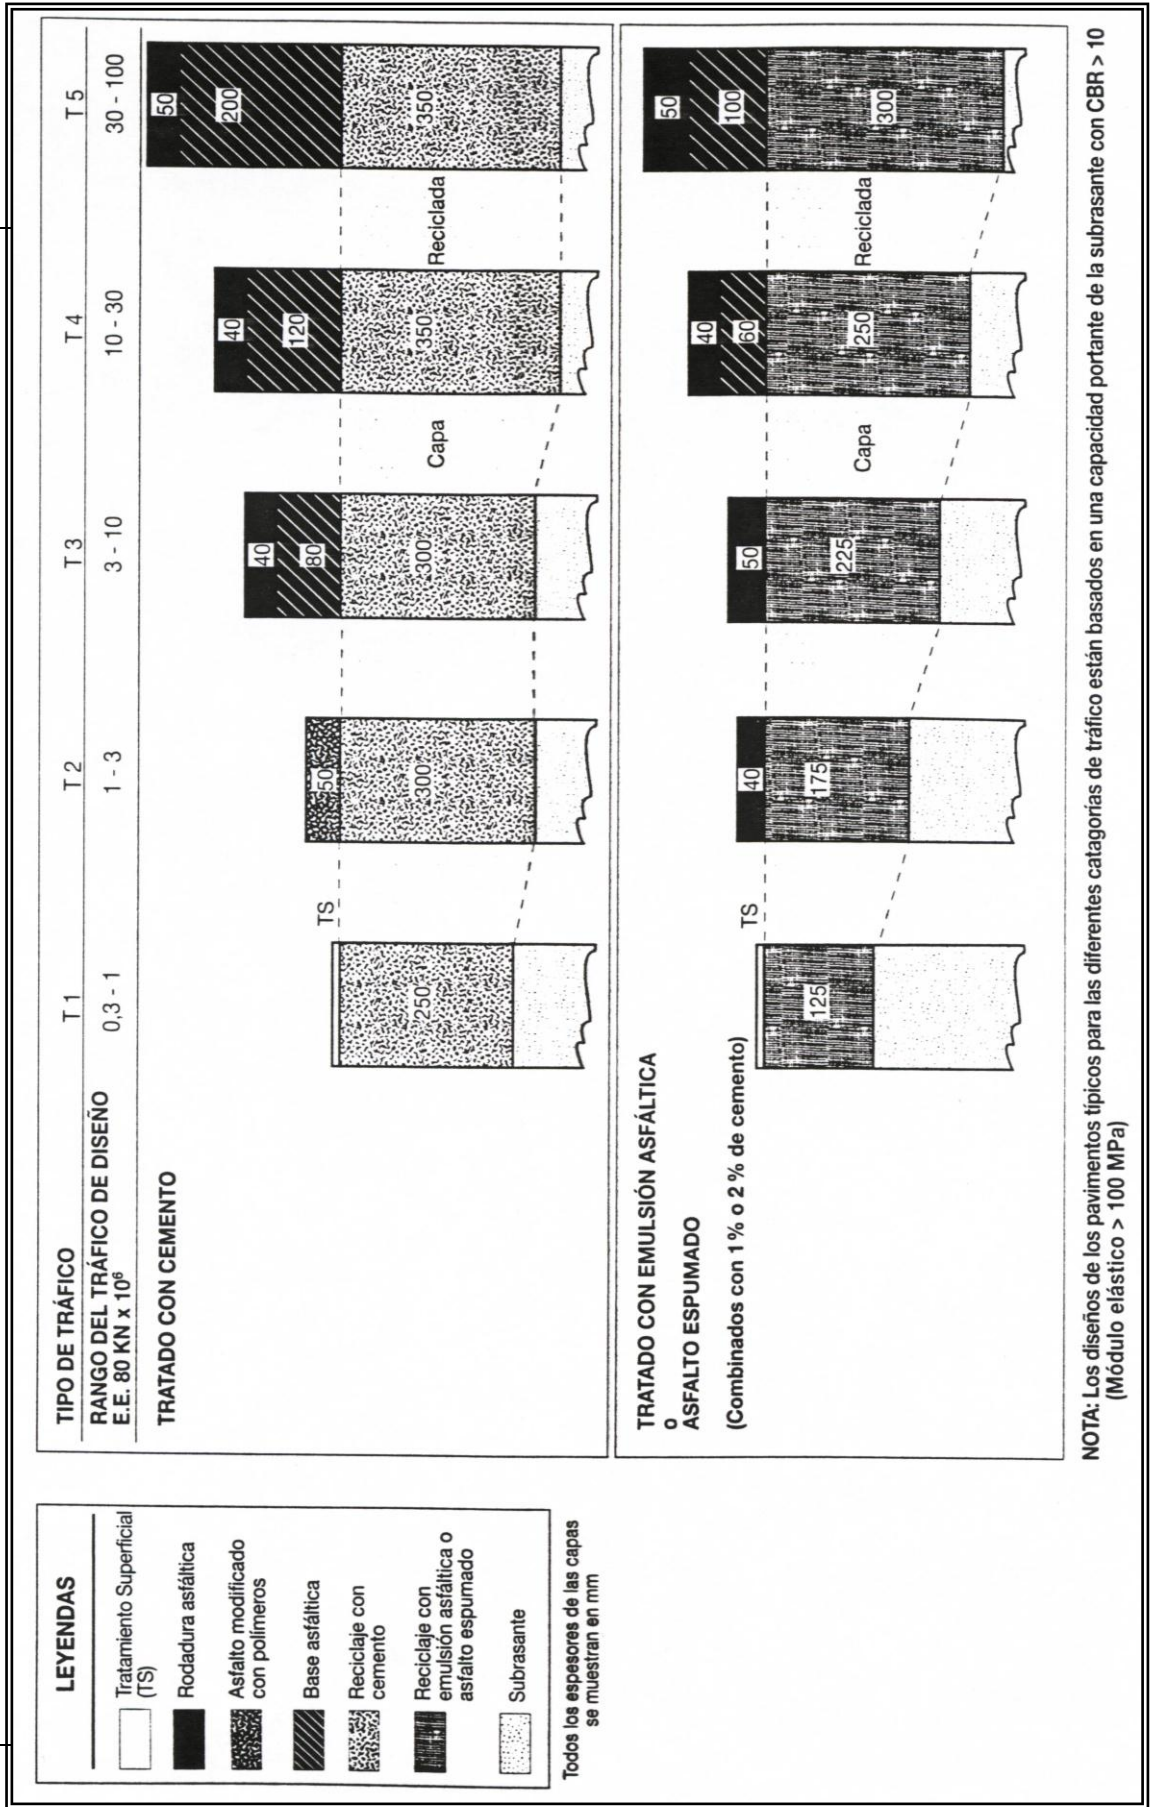 LEYENDAS
Tratamiento Superficial
(TS)
Rodadura asfáltica
Asfalto modificado
con polímeros
Base asfáltica
Reciclaje con
cemento
Reciclaje con
emulsión asfáltica o
asfalto espumado
Subrasante
Todos los espesores de las capas
se muestran en mm
TIPO DE TRÁFICO T 1 T 2 T 3 T 4 T 5
RANGO DEL TRÁFICO DE DISEÑO
E.E. 80 KN x 10⁶ 0,3 - 1 1 - 3 3 - 10 10 - 30 30 - 100
TRATADO CON CEMENTO
TS
250
50
300
40
80
300
Capa
40
120
350
Reciclada
50
200
350
TRATADO CON EMULSIÓN ASFÁLTICA
O
ASFALTO ESPUMADO
(Combinados con 1 % o 2 % de cemento)
TS
125
40
175
50
225
Capa
40
60
250
Reciclada
50
100
300
NOTA: Los diseños de los pavimentos típicos para las diferentes catagorías de tráfico están basados en una capacidad portante de la subrasante con CBR > 10
(Módulo elástico > 100 MPa)